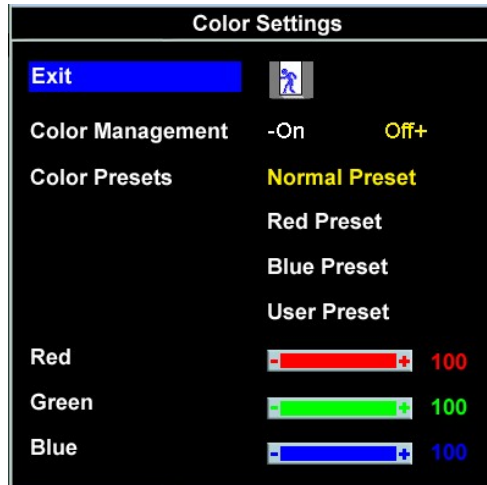 Color Settings
Exit
Color Management -On Off+
Color Presets Normal Preset
Red Preset
Blue Preset
User Preset
Red - + 100
Green - + 100
Blue - + 100